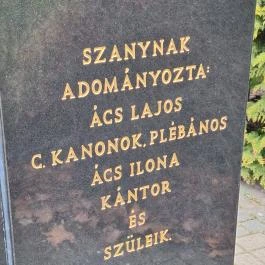 SZANYNAK
ADOMÁNYOZTA:
ÁCS LAJOS
C. KANONOK, PLÉBÁNOS
ÁCS ILONA
KÁNTOR
ÉS
SZÜLEIK.